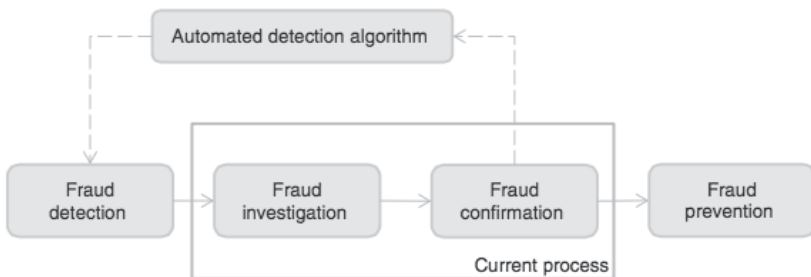 Automated detection algorithm
Fraud
detection
Fraud
investigation
Fraud
confirmation
Fraud
prevention
Current process